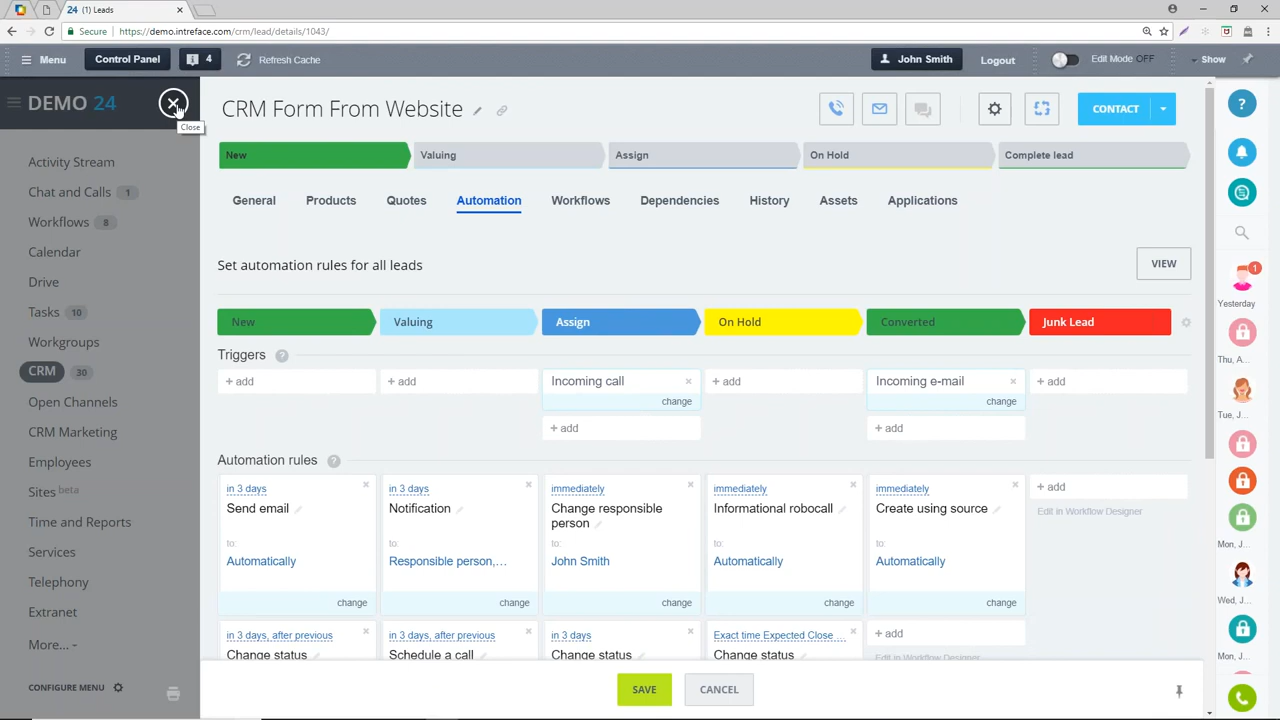 24 (1) Leads
Secure https://demo.intreface.com/crm/lead/details/1043/
Menu
Control Panel
4
Refresh Cache
John Smith
Logout
Edit Mode OFF
Show
DEMO 24
Close
Activity Stream
Chat and Calls 1
Workflows 8
Calendar
Drive
Tasks 10
Workgroups
CRM 30
Open Channels
CRM Marketing
Employees
Sites beta
Time and Reports
Services
Telephony
Extranet
More...
CONFIGURE MENU
CRM Form From Website
CONTACT
New
Valuing
Assign
On Hold
Complete lead
General
Products
Quotes
Automation
Workflows
Dependencies
History
Assets
Applications
Set automation rules for all leads
VIEW
New
Valuing
Assign
On Hold
Converted
Junk Lead
Triggers ?
+ add
+ add
Incoming call
change
+ add
+ add
Incoming e-mail
change
+ add
+ add
Automation rules ?
in 3 days
Send email
to:
Automatically
change
in 3 days
Notification
to:
Responsible person,...
change
immediately
Change responsible
person
to:
John Smith
change
immediately
Informational robocall
to:
Automatically
change
immediately
Create using source
to:
Automatically
change
+ add
Edit in Workflow Designer
in 3 days, after previous
Change status
in 3 days, after previous
Schedule a call
in 3 days
Change status
Exact time Expected Close ...
Change status
+ add
Edit in Workflow Designer
SAVE
CANCEL
?
1
Yesterday
Thu, A...
Tue, J...
Mon, J...
Wed, J...
Mon, J...